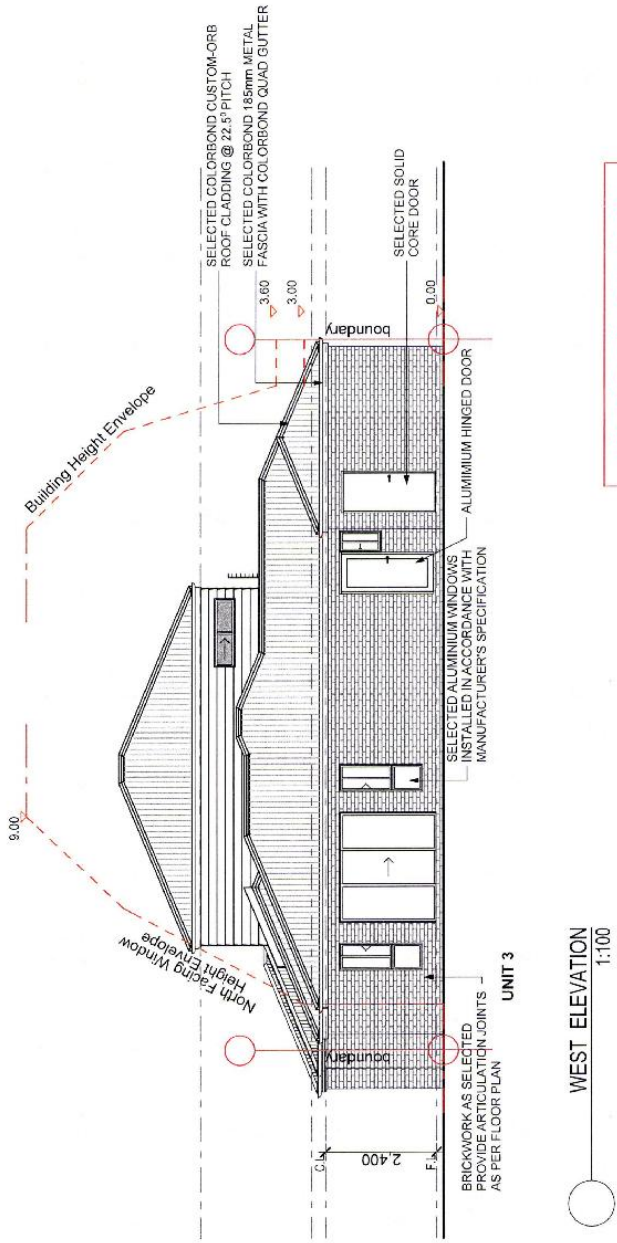 9.00
Building Height Envelope
North Facing Window
Height Envelope
SELECTED COLORBOND CUSTOM-ORB
ROOF CLADDING @ 22.5° PITCH
SELECTED COLORBOND 185mm METAL
FASCIA WITH COLORBOND QUAD GUTTER
3.60
3.00
0.00
boundary
boundary
C.L
2,400
F.L
SELECTED SOLID
CORE DOOR
ALUMIMIUM HINGED DOOR
SELECTED ALUMINIUM WINDOWS
INSTALLED IN ACCORDANCE WITH
MANUFACTURER'S SPECIFICATION
BRICKWORK AS SELECTED
PROVIDE ARTICULATION JOINTS
AS PER FLOOR PLAN
UNIT 3
WEST ELEVATION
1:100